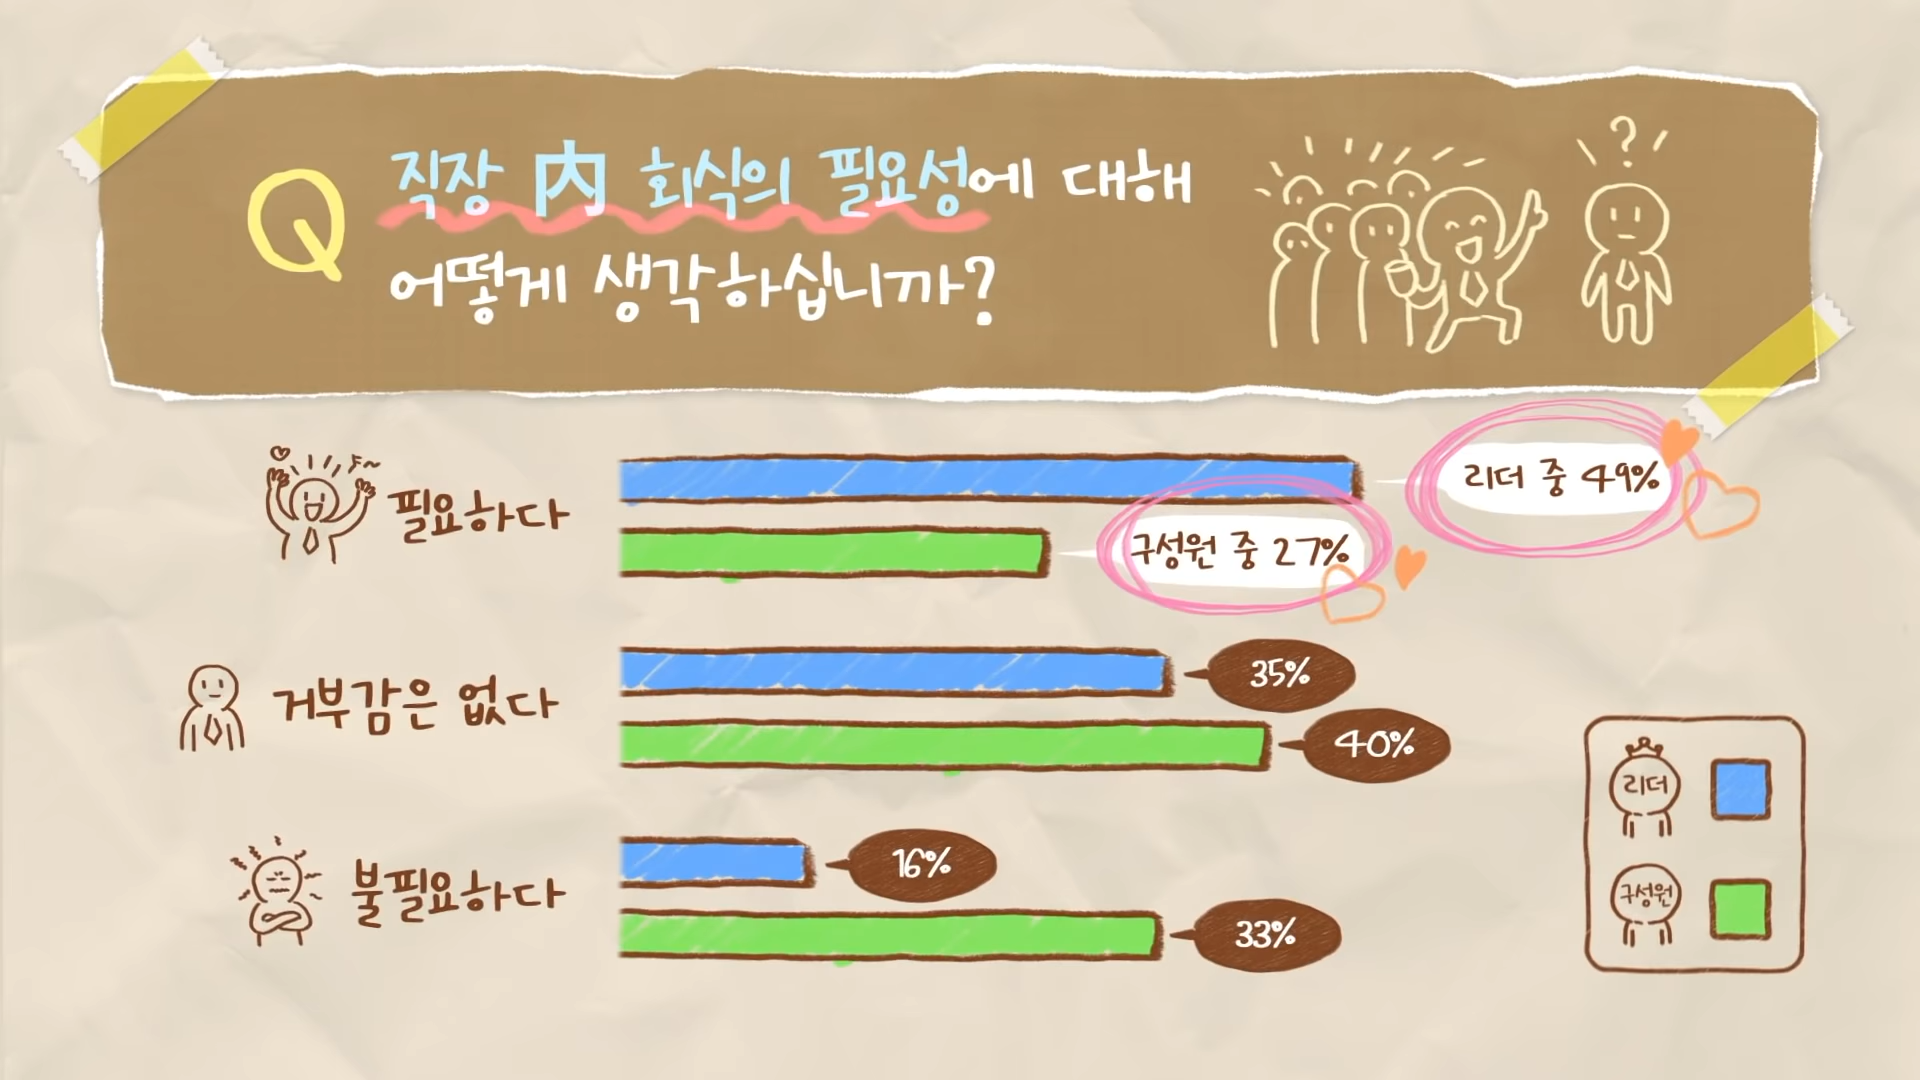 Q 직장 內 회식의 필요성에 대해
어떻게 생각하십니까?
?
필요하다
리더 중 49%
구성원 중 27%
거부감은 없다
35%
40%
불필요하다
16%
33%
리더
구성원